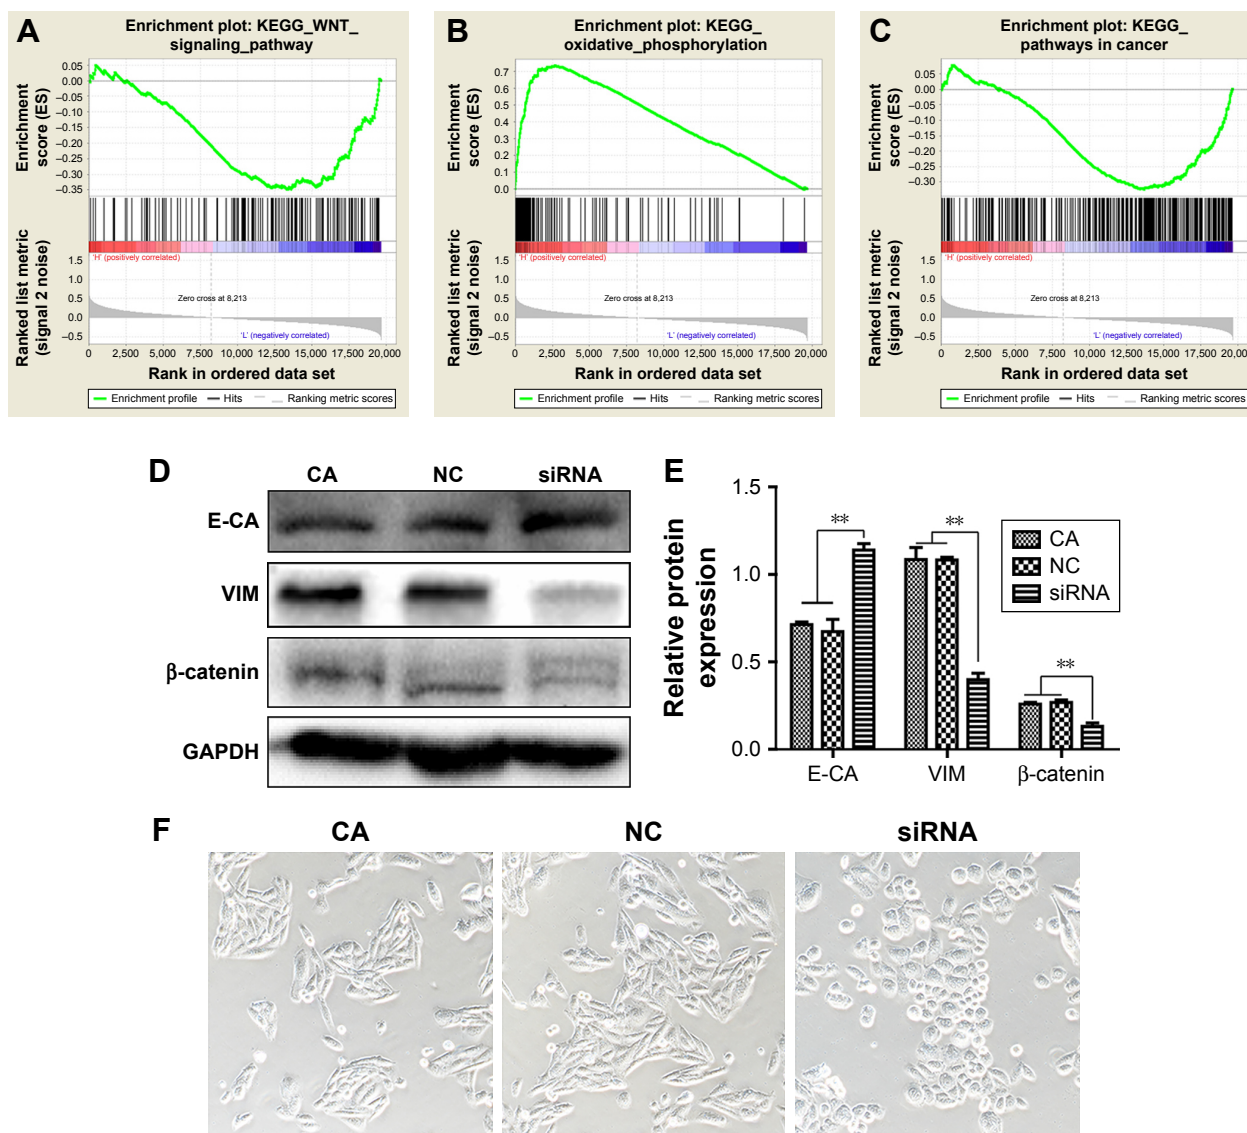 A
Enrichment plot: KEGG_WNT_
signaling_pathway
Enrichment
score (ES)
0.05
0.00
–0.05
–0.10
–0.15
–0.20
–0.25
–0.30
–0.35
Ranked list metric
(signal 2 noise)
1.5
1.0
0.5
0.0
–0.5
'H' (positively correlated)
Zero cross at 8,213
'L' (negatively correlated)
0 2,500 5,000 7,500 10,000 12,500 15,000 17,500 20,000
Rank in ordered data set
Enrichment profile Hits Ranking metric scores
B
Enrichment plot: KEGG_
oxidative_phosphorylation
Enrichment
score (ES)
0.7
0.6
0.5
0.4
0.3
0.2
0.1
0.0
Ranked list metric
(signal 2 noise)
1.5
1.0
0.5
0.0
–0.5
'H' (positively correlated)
Zero cross at 8,213
'L' (negatively correlated)
0 2,500 5,000 7,500 10,000 12,500 15,000 17,500 20,000
Rank in ordered data set
Enrichment profile Hits Ranking metric scores
C
Enrichment plot: KEGG_
pathways in cancer
Enrichment
score (ES)
0.05
0.00
–0.05
–0.10
–0.15
–0.20
–0.25
–0.30
Ranked list metric
(signal 2 noise)
1.5
1.0
0.5
0.0
–0.5
'H' (positively correlated)
Zero cross at 8,213
'L' (negatively correlated)
0 2,500 5,000 7,500 10,000 12,500 15,000 17,500
Rank in ordered data set
Enrichment profile Hits Ranking metric scores
D
CA NC siRNA
E-CA
VIM
β-catenin
GAPDH
E
Relative protein
expression
1.5
1.0
0.5
0.0
** ** **
CA
NC
siRNA
E-CA VIM β-catenin
F
CA NC siRNA